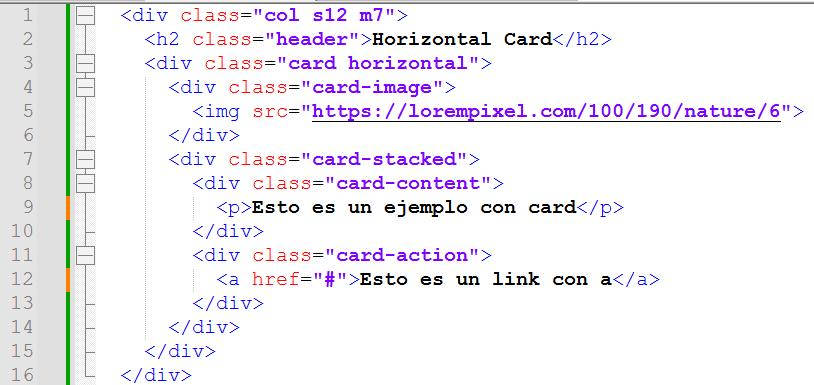 1 <div class="col s12 m7">
2 <h2 class="header">Horizontal Card</h2>
3 <div class="card horizontal">
4 <div class="card-image">
5 <img src="https://lorempixel.com/100/190/nature/6">
6 </div>
7 <div class="card-stacked">
8 <div class="card-content">
9 <p>Esto es un ejemplo con card</p>
10 </div>
11 <div class="card-action">
12 <a href="#">Esto es un link con a</a>
13 </div>
14 </div>
15 </div>
16 </div>